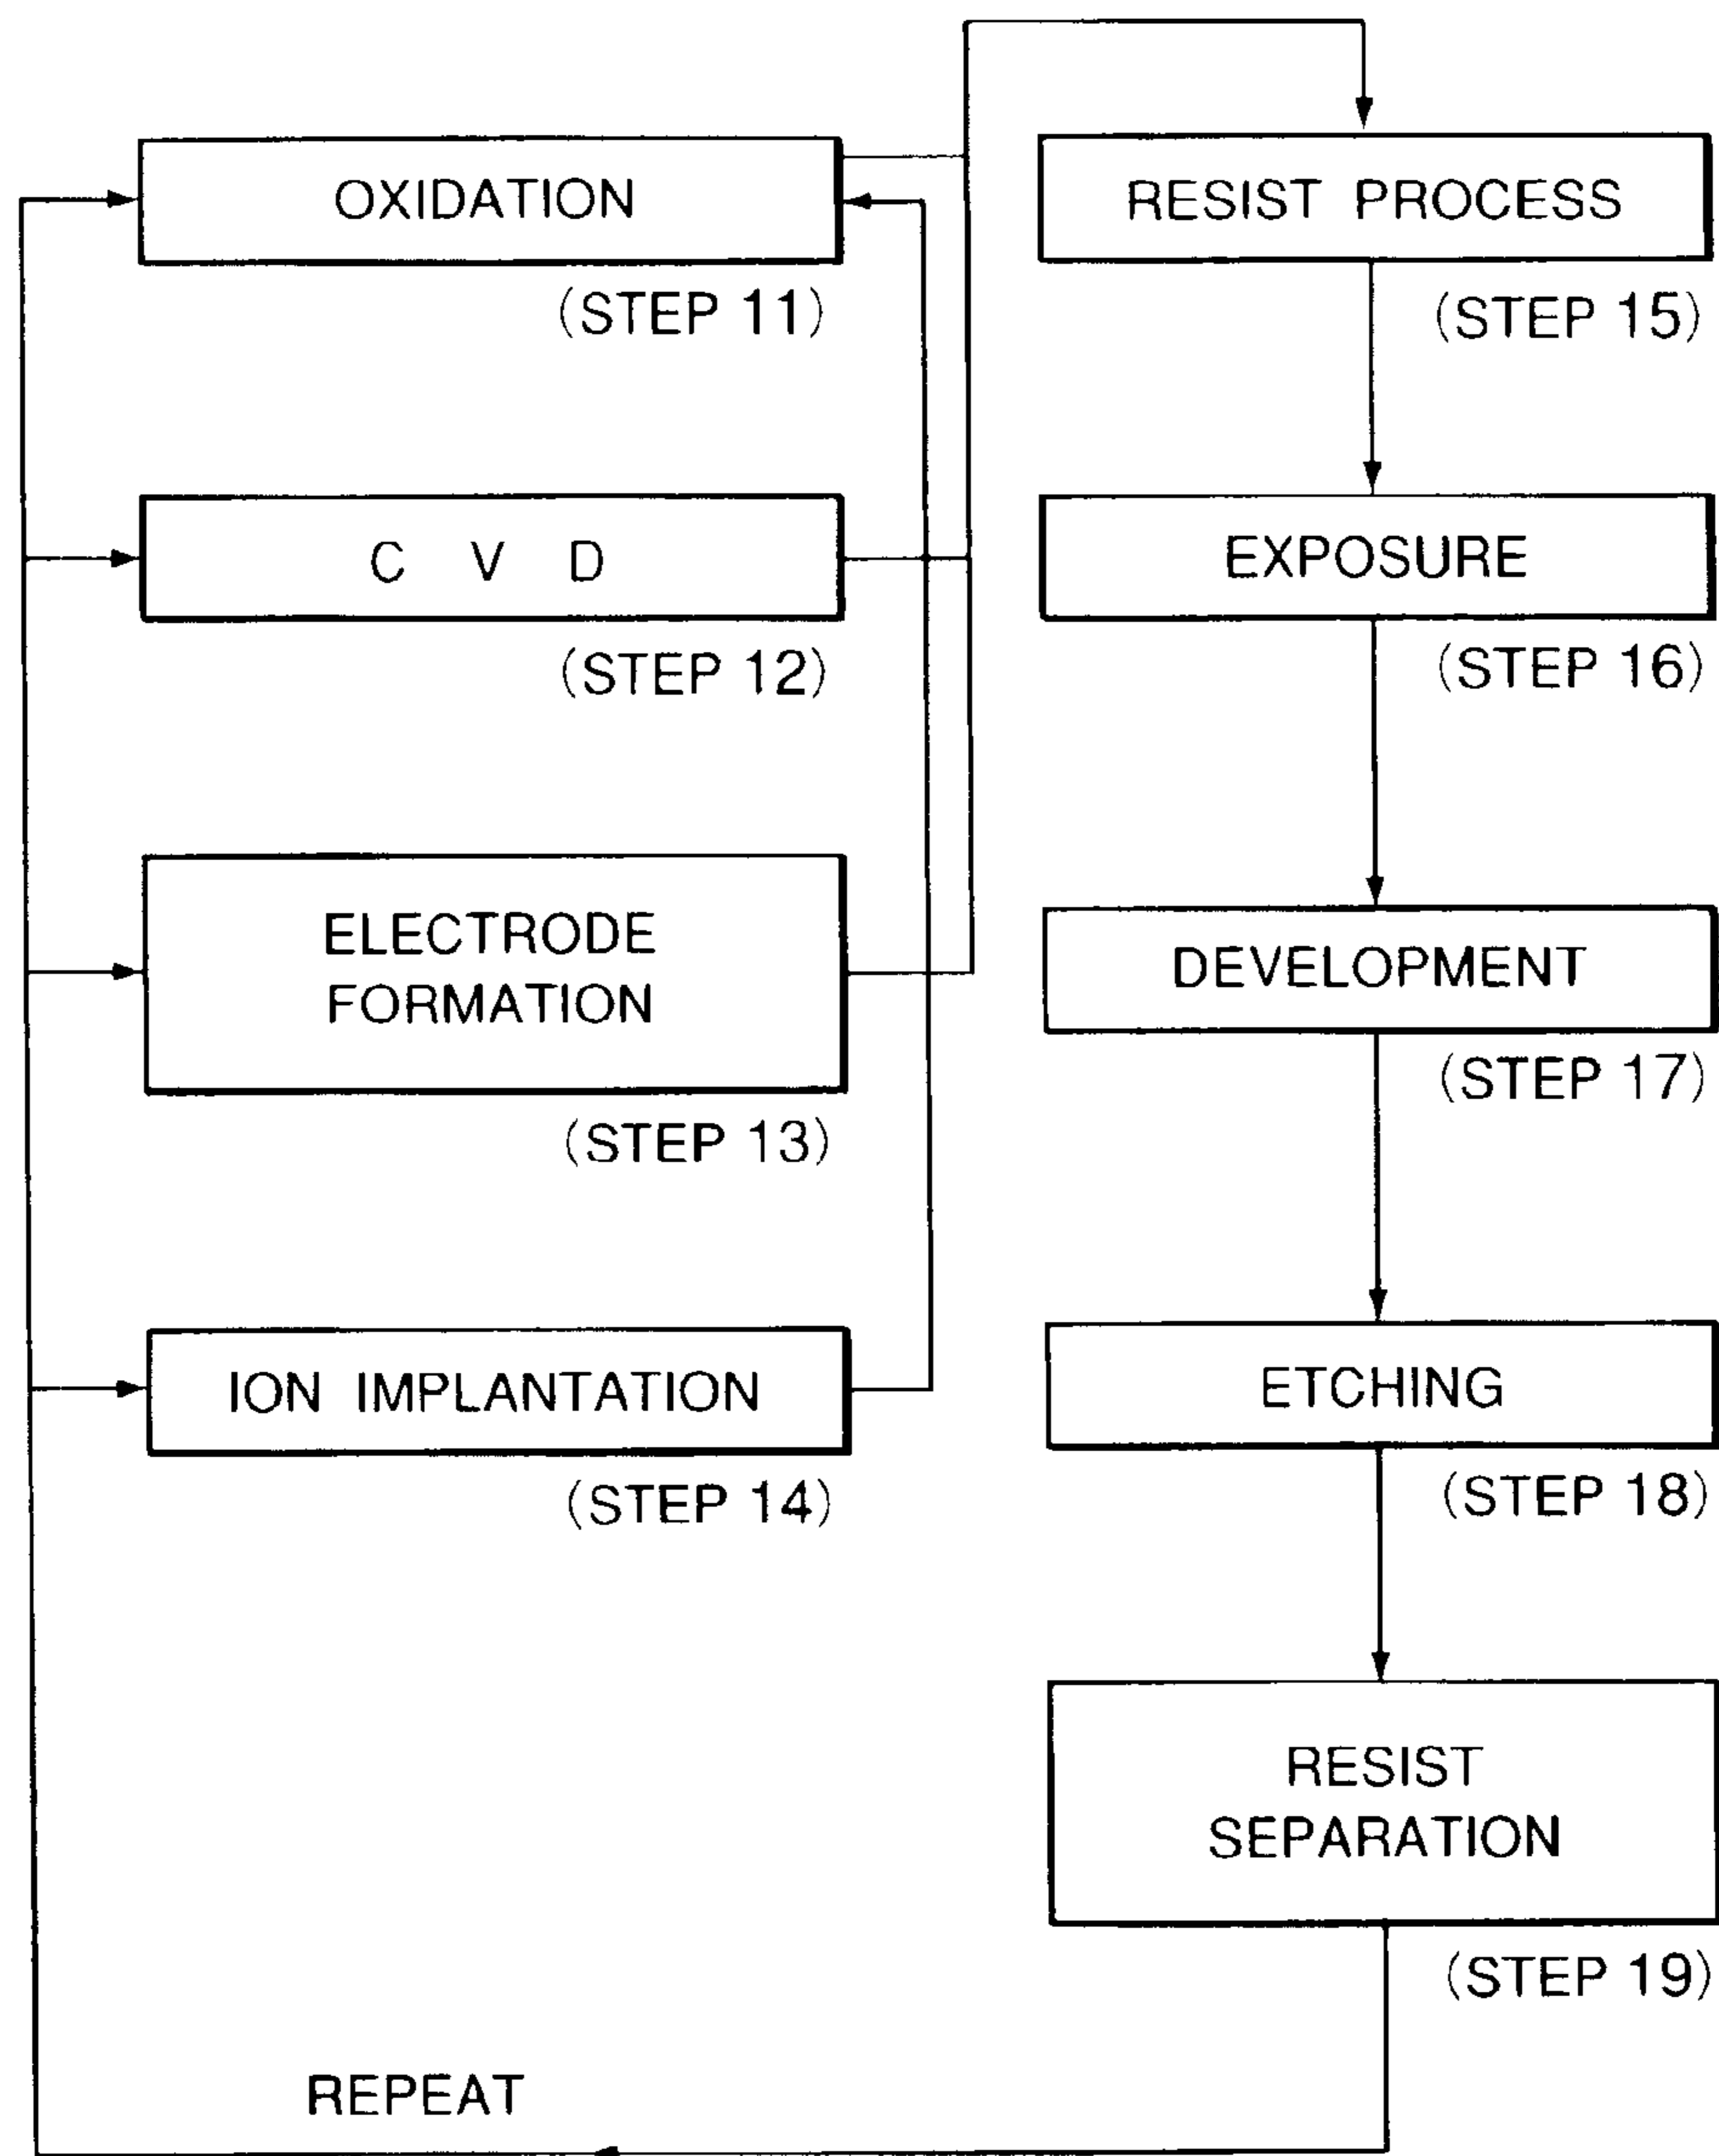 OXIDATION
(STEP 11)
C V D
(STEP 12)
ELECTRODE
FORMATION
(STEP 13)
ION IMPLANTATION
(STEP 14)
RESIST PROCESS
(STEP 15)
EXPOSURE
(STEP 16)
DEVELOPMENT
(STEP 17)
ETCHING
(STEP 18)
RESIST
SEPARATION
(STEP 19)
REPEAT